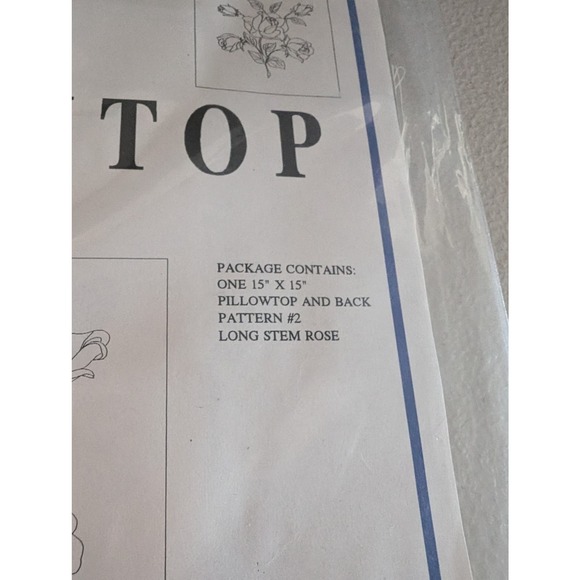 TOP
PACKAGE CONTAINS:
ONE 15" X 15"
PILLOWTOP AND BACK
PATTERN #2
LONG STEM ROSE